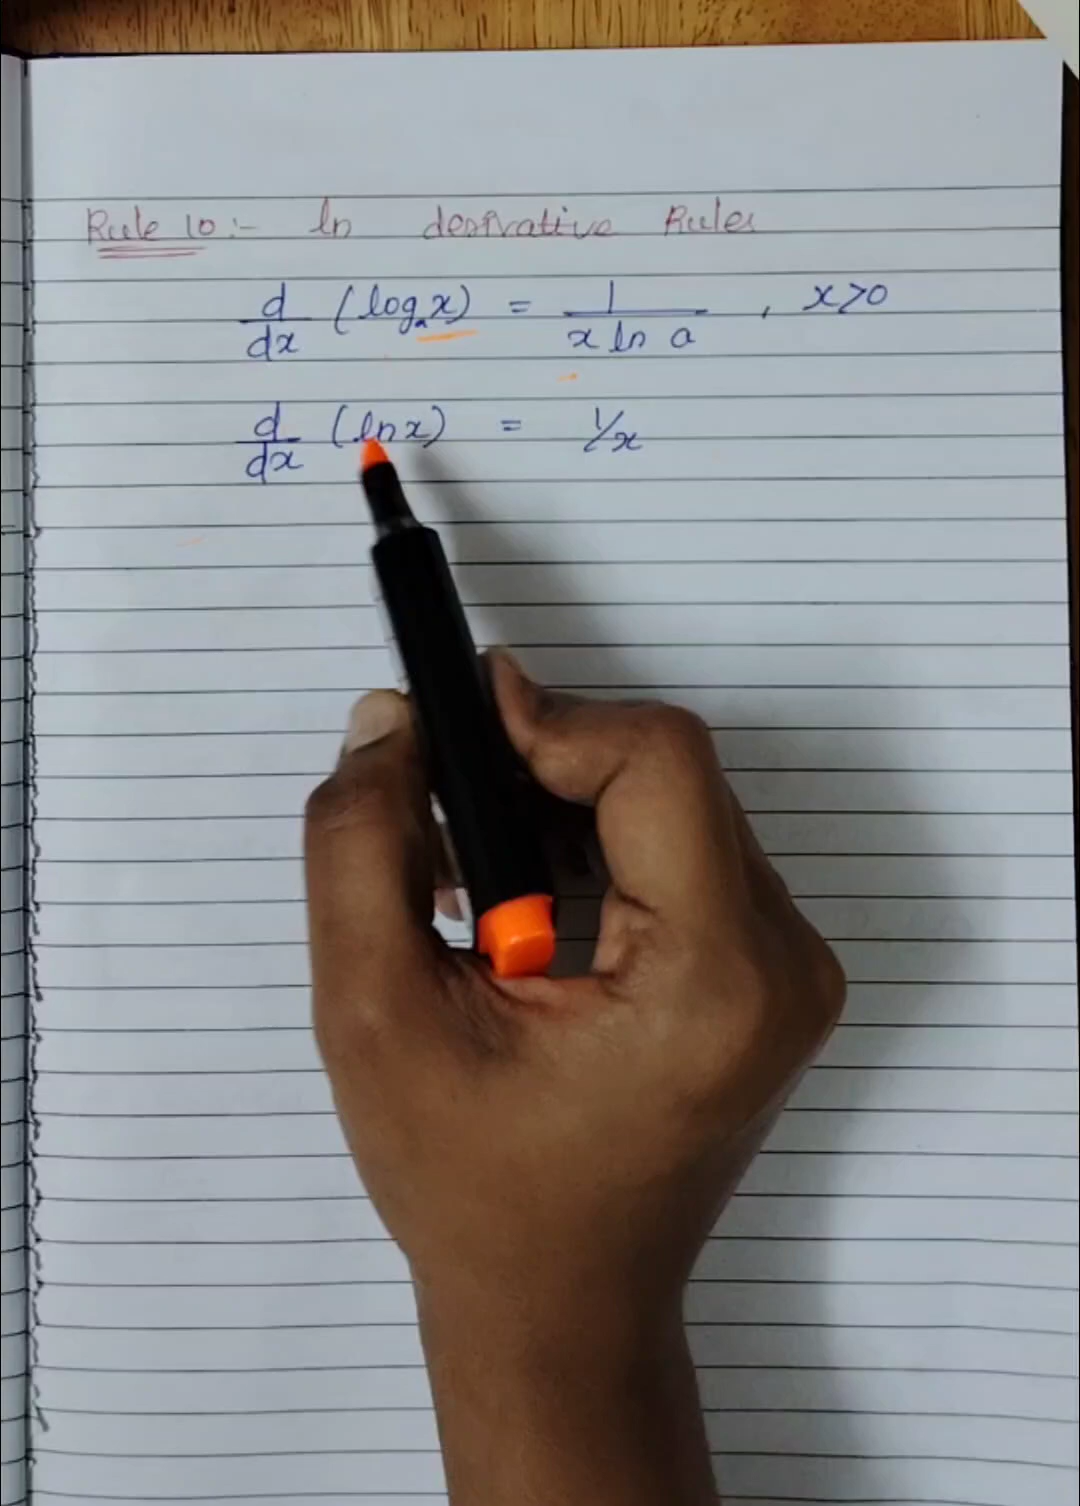 Rule 10:- ln derivative Rules
d/dx (logₐx) = 1/(x ln a) , x>0
d/dx (ln x) = 1/x